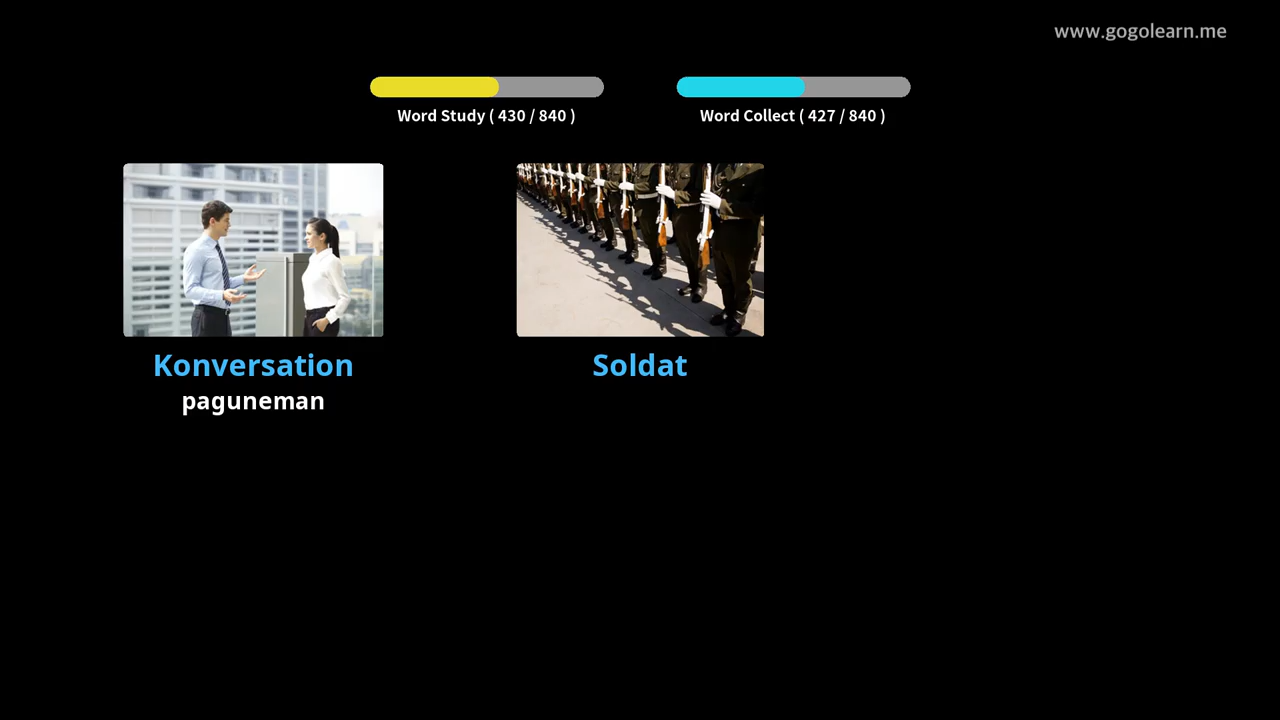 www.gogolearn.me
Word Study ( 430 / 840 )
Word Collect ( 427 / 840 )
Konversation
paguneman
Soldat